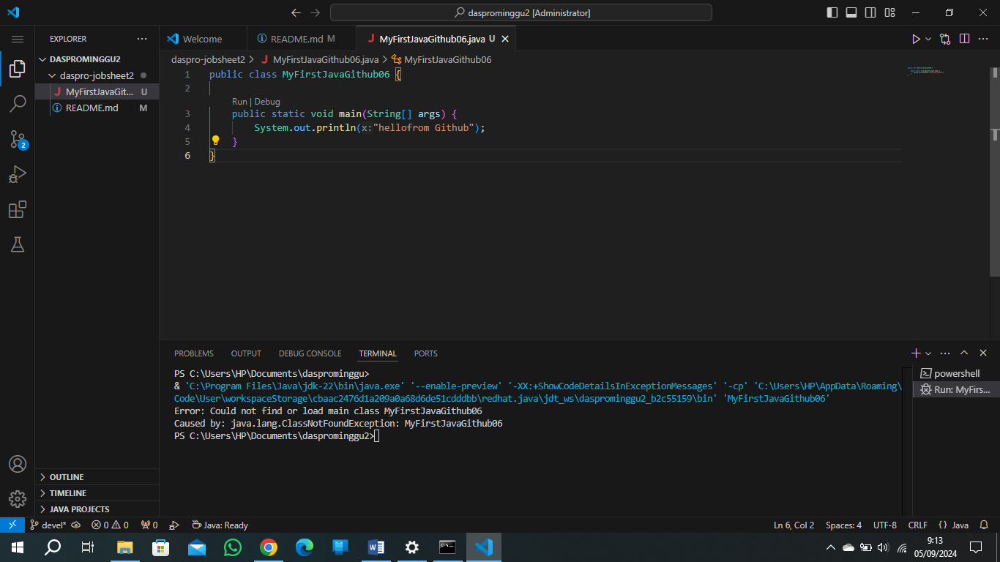 dasprominggu2 [Administrator]
EXPLORER
DASPROMINGGU2
daspro-jobsheet2
MyFirstJavaGit... U
README.md M
Welcome
README.md M
MyFirstJavaGithub06.java U
daspro-jobsheet2 > MyFirstJavaGithub06.java > MyFirstJavaGithub06
1 public class MyFirstJavaGithub06 {
2
Run | Debug
3 public static void main(String[] args) {
4 System.out.println(x:"hellofrom Github");
5 }
6 }
2
PROBLEMS OUTPUT DEBUG CONSOLE TERMINAL PORTS
PS C:\Users\HP\Documents\dasprominggu>
& 'C:\Program Files\Java\jdk-22\bin\java.exe' '--enable-preview' '-XX:+ShowCodeDetailsInExceptionMessages' '-cp' 'C:\Users\HP\AppData\Roaming\
Code\User\workspaceStorage\cbaac2476d1a209a0a68d6de51cdddbb\redhat.java\jdt_ws\dasprominggu2_b2c55159\bin' 'MyFirstJavaGithub06'
Error: Could not find or load main class MyFirstJavaGithub06
Caused by: java.lang.ClassNotFoundException: MyFirstJavaGithub06
PS C:\Users\HP\Documents\dasprominggu2>
powershell
Run: MyFirs...
OUTLINE
TIMELINE
JAVA PROJECTS
devel* 0 0 0 Java: Ready
Ln 6, Col 2 Spaces: 4 UTF-8 CRLF {} Java
9:13
05/09/2024